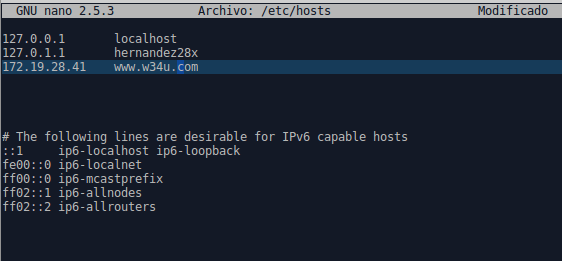 GNU nano 2.5.3 Archivo: /etc/hosts Modificado
127.0.0.1 localhost
127.0.1.1 hernandez28x
172.19.28.41 www.w34u.com
# The following lines are desirable for IPv6 capable hosts
::1 ip6-localhost ip6-loopback
fe00::0 ip6-localnet
ff00::0 ip6-mcastprefix
ff02::1 ip6-allnodes
ff02::2 ip6-allrouters